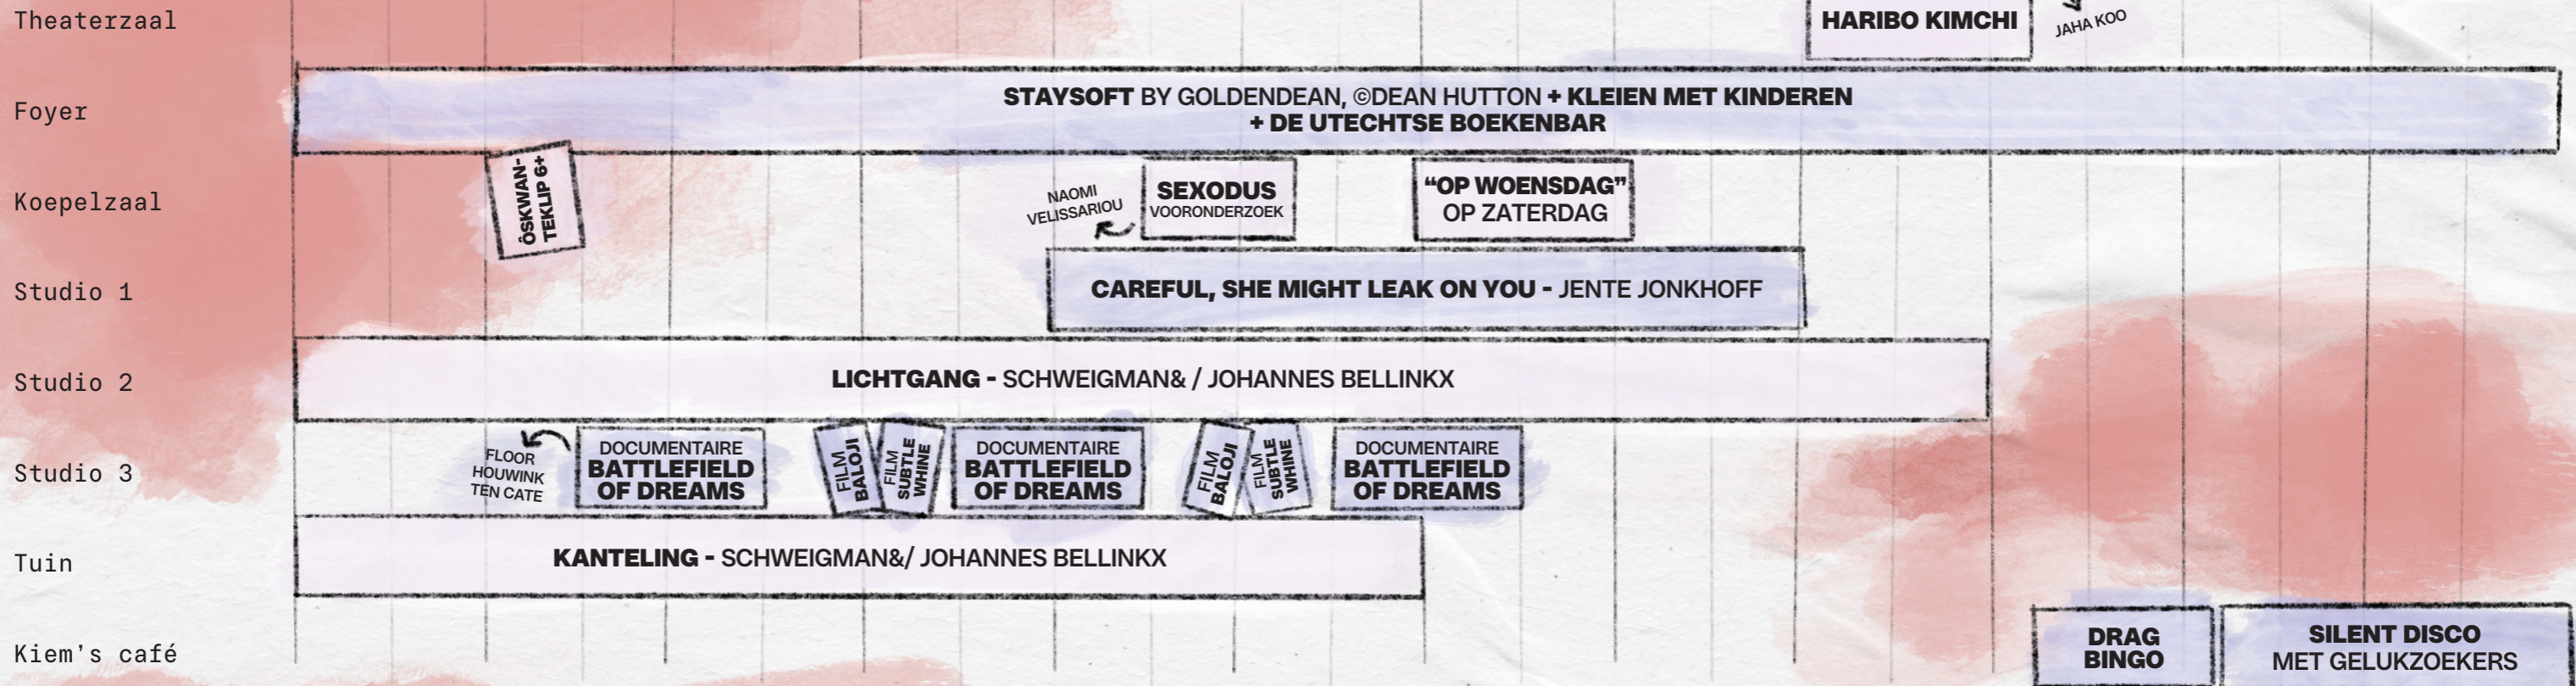 Theaterzaal
HARIBO KIMCHI
JAHA KOO
Foyer
STAYSOFT BY GOLDENDEAN, ©DEAN HUTTON + KLEIEN MET KINDEREN
+ DE UTECHTSE BOEKENBAR
Koepelzaal
ÔSKWAN-
TEKLIP 6+
NAOMI
VELISSARIOU
SEXODUS
VOORONDERZOEK
“OP WOENSDAG”
OP ZATERDAG
Studio 1
CAREFUL, SHE MIGHT LEAK ON YOU - JENTE JONKHOFF
Studio 2
LICHTGANG - SCHWEIGMAN& / JOHANNES BELLINKX
Studio 3
FLOOR
HOUWINK
TEN CATE
DOCUMENTAIRE
BATTLEFIELD
OF DREAMS
FILM
BALOJI
FILM
SUBTLE
WHINE
DOCUMENTAIRE
BATTLEFIELD
OF DREAMS
FILM
BALOJI
FILM
SUBTLE
WHINE
DOCUMENTAIRE
BATTLEFIELD
OF DREAMS
Tuin
KANTELING - SCHWEIGMAN&/ JOHANNES BELLINKX
Kiem's café
DRAG
BINGO
SILENT DISCO
MET GELUKZOEKERS